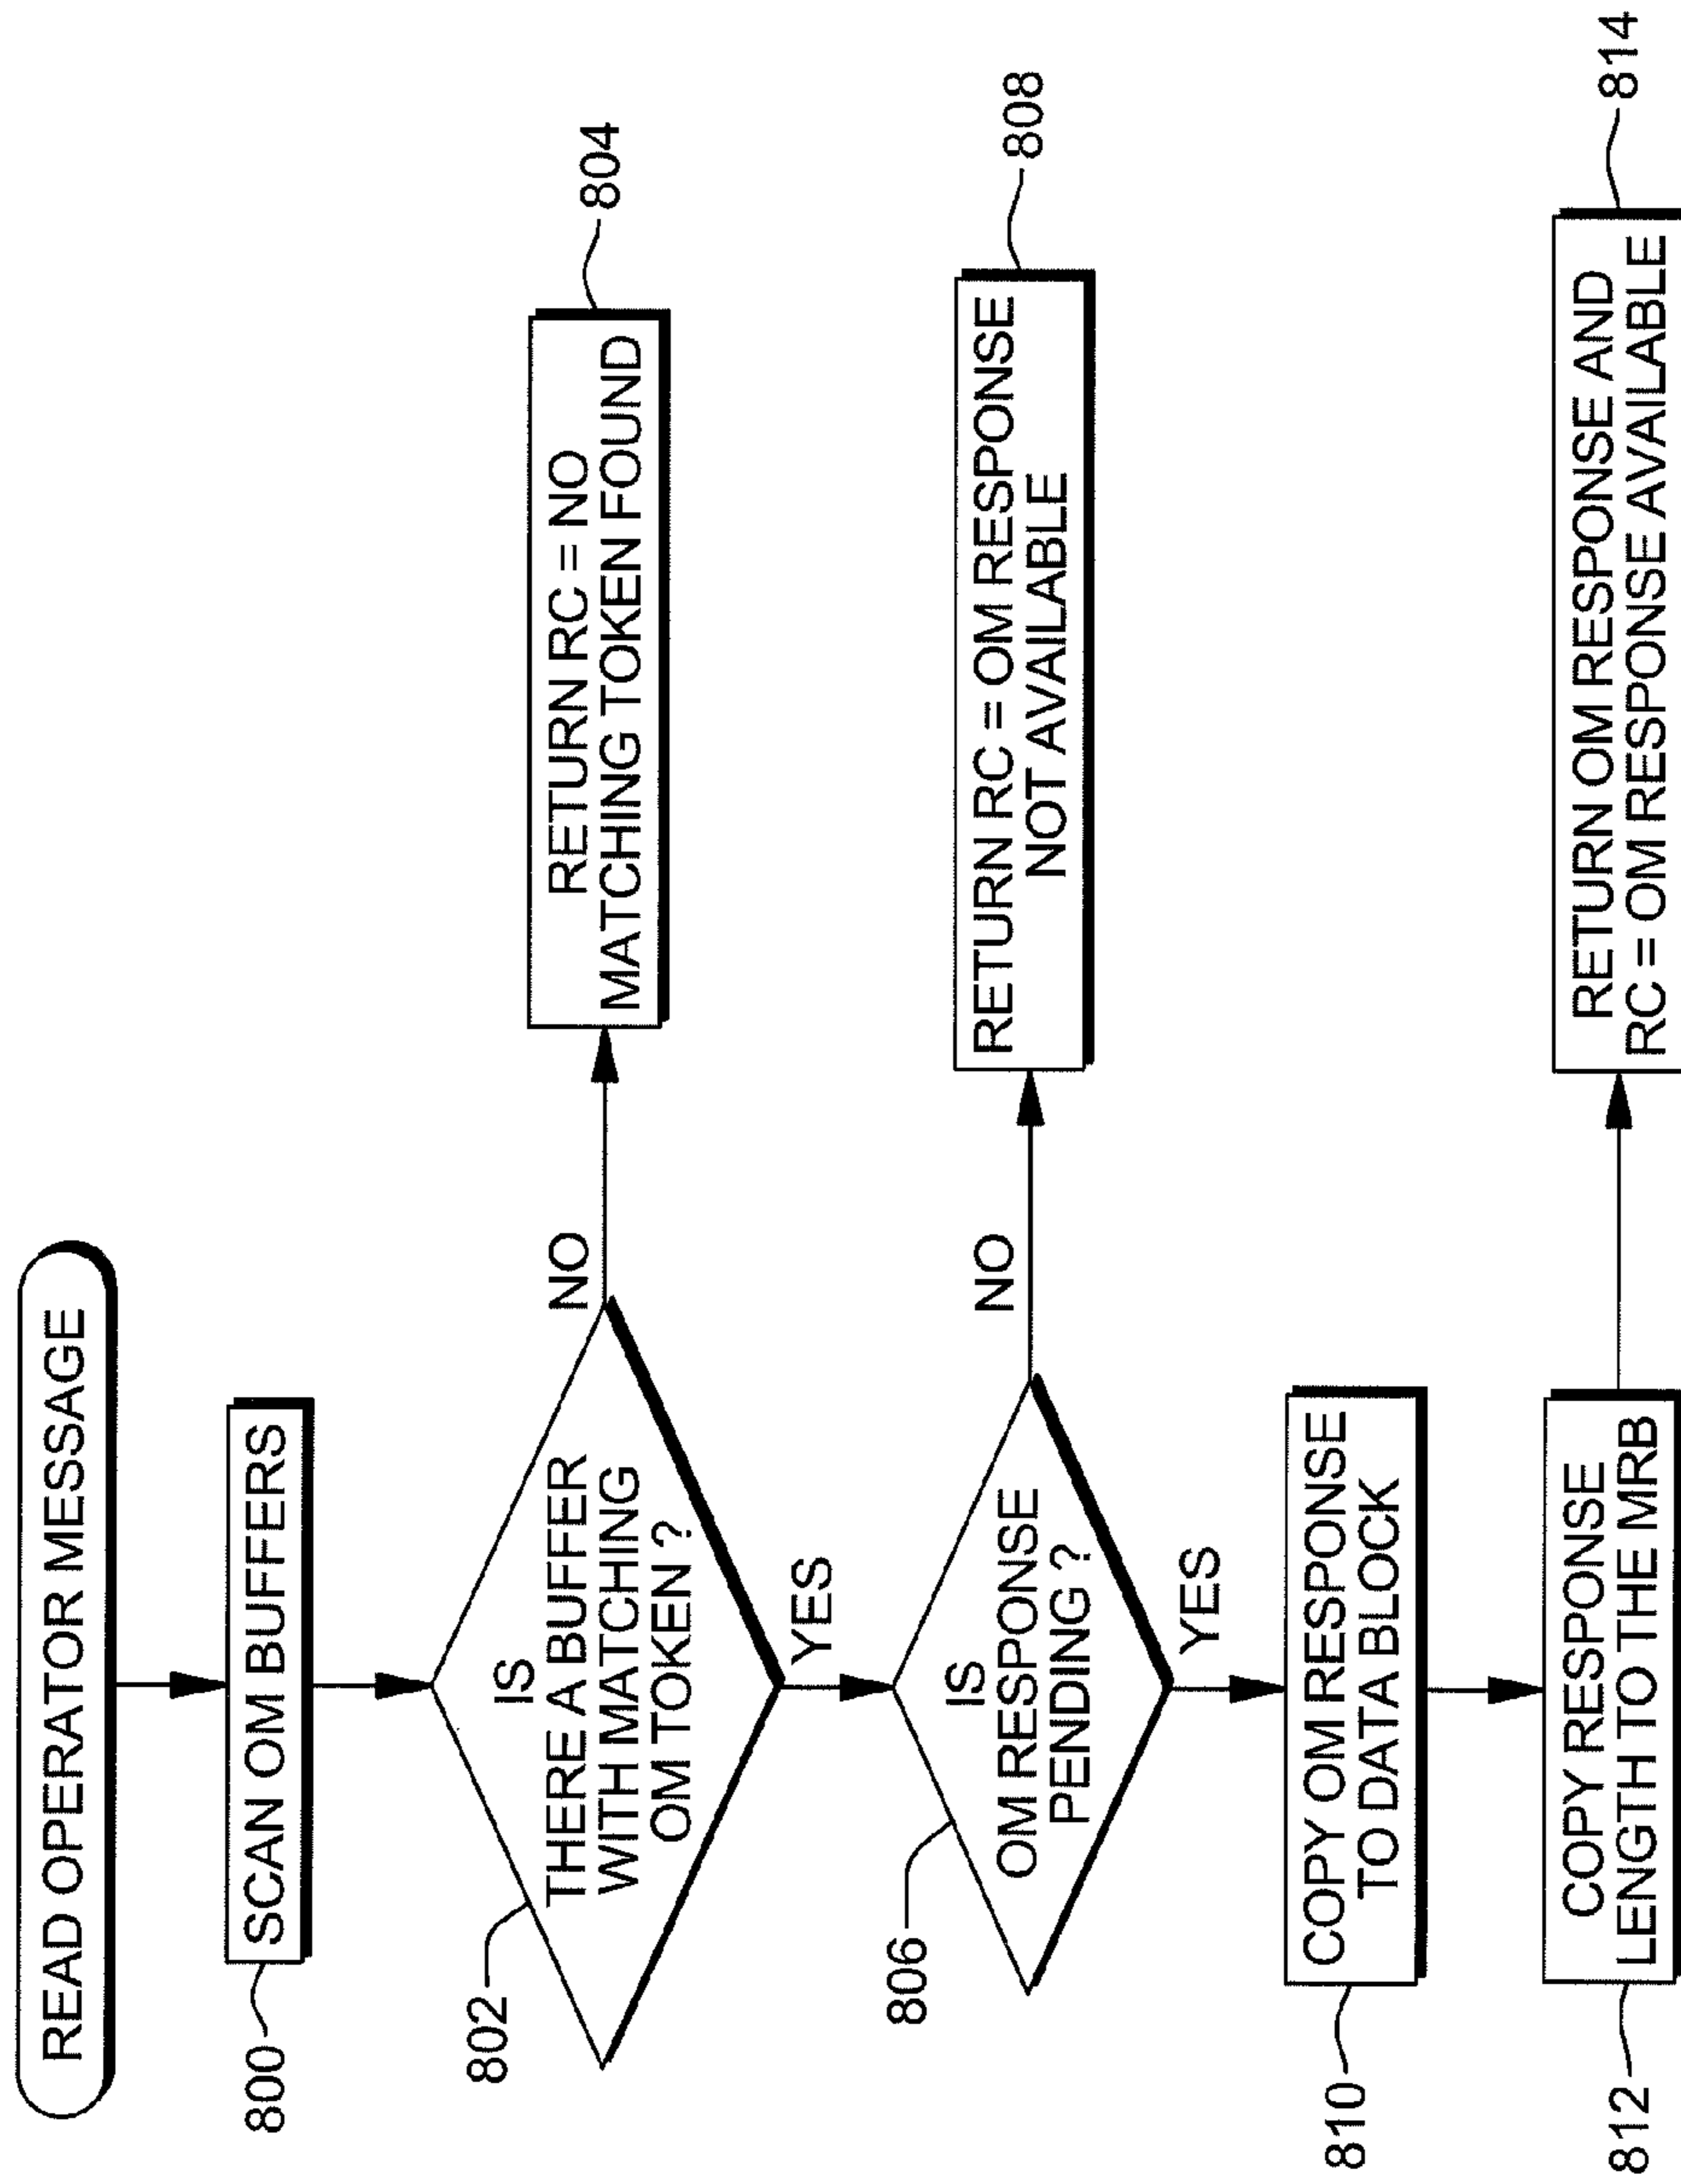 READ OPERATOR MESSAGE
SCAN OM BUFFERS
800
IS
THERE A BUFFER
WITH MATCHING
OM TOKEN ?
802
NO
RETURN RC = NO
MATCHING TOKEN FOUND
804
YES
IS
OM RESPONSE
PENDING ?
806
NO
RETURN RC = OM RESPONSE
NOT AVAILABLE
808
YES
COPY OM RESPONSE
TO DATA BLOCK
810
COPY RESPONSE
LENGTH TO THE MRB
812
RETURN OM RESPONSE AND
RC = OM RESPONSE AVAILABLE
814